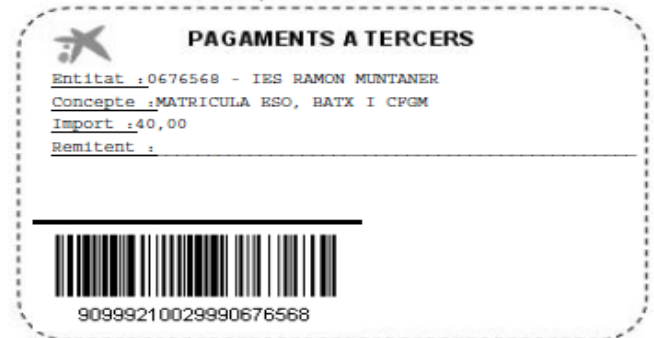 PAGAMENTS A TERCERS
Entitat :0676568 - IES RAMON MUNTANER
Concepte :MATRICULA ESO, BATX I CFGM
Import :40,00
Remitent :
90999210029990676568